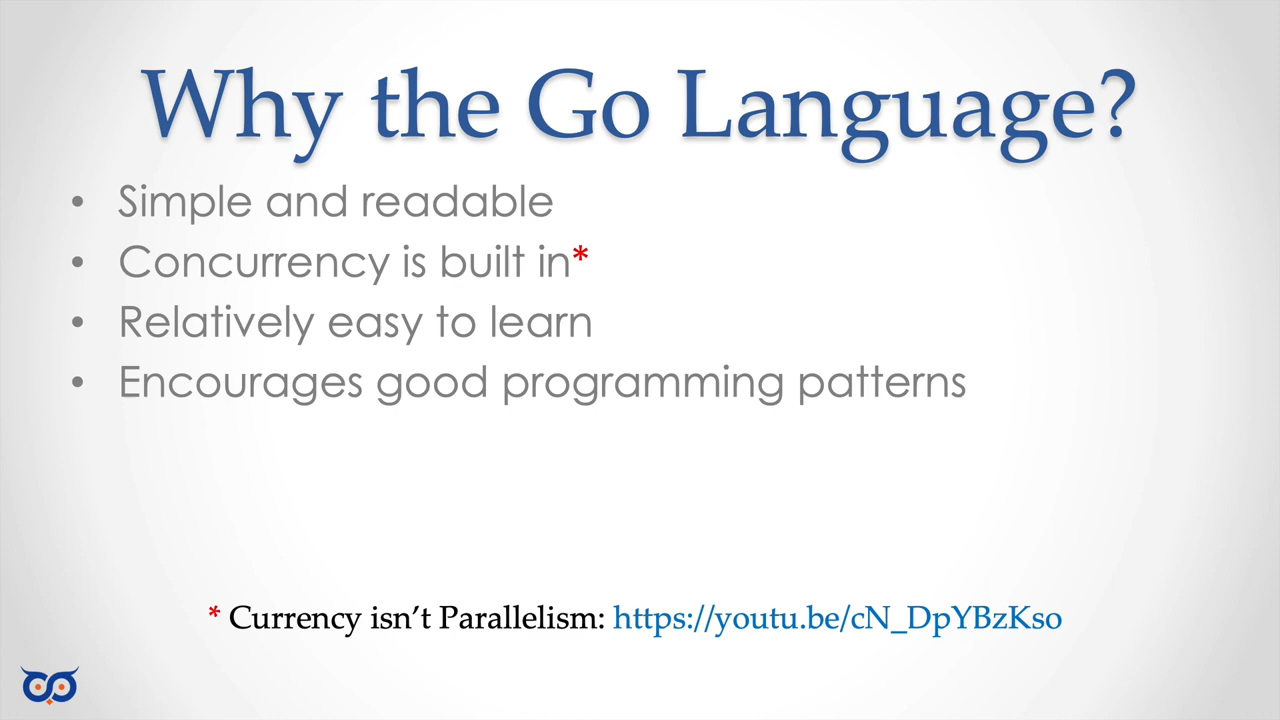 Why the Go Language?
• Simple and readable
• Concurrency is built in*
• Relatively easy to learn
• Encourages good programming patterns
* Currency isn’t Parallelism: https://youtu.be/cN_DpYBzKso